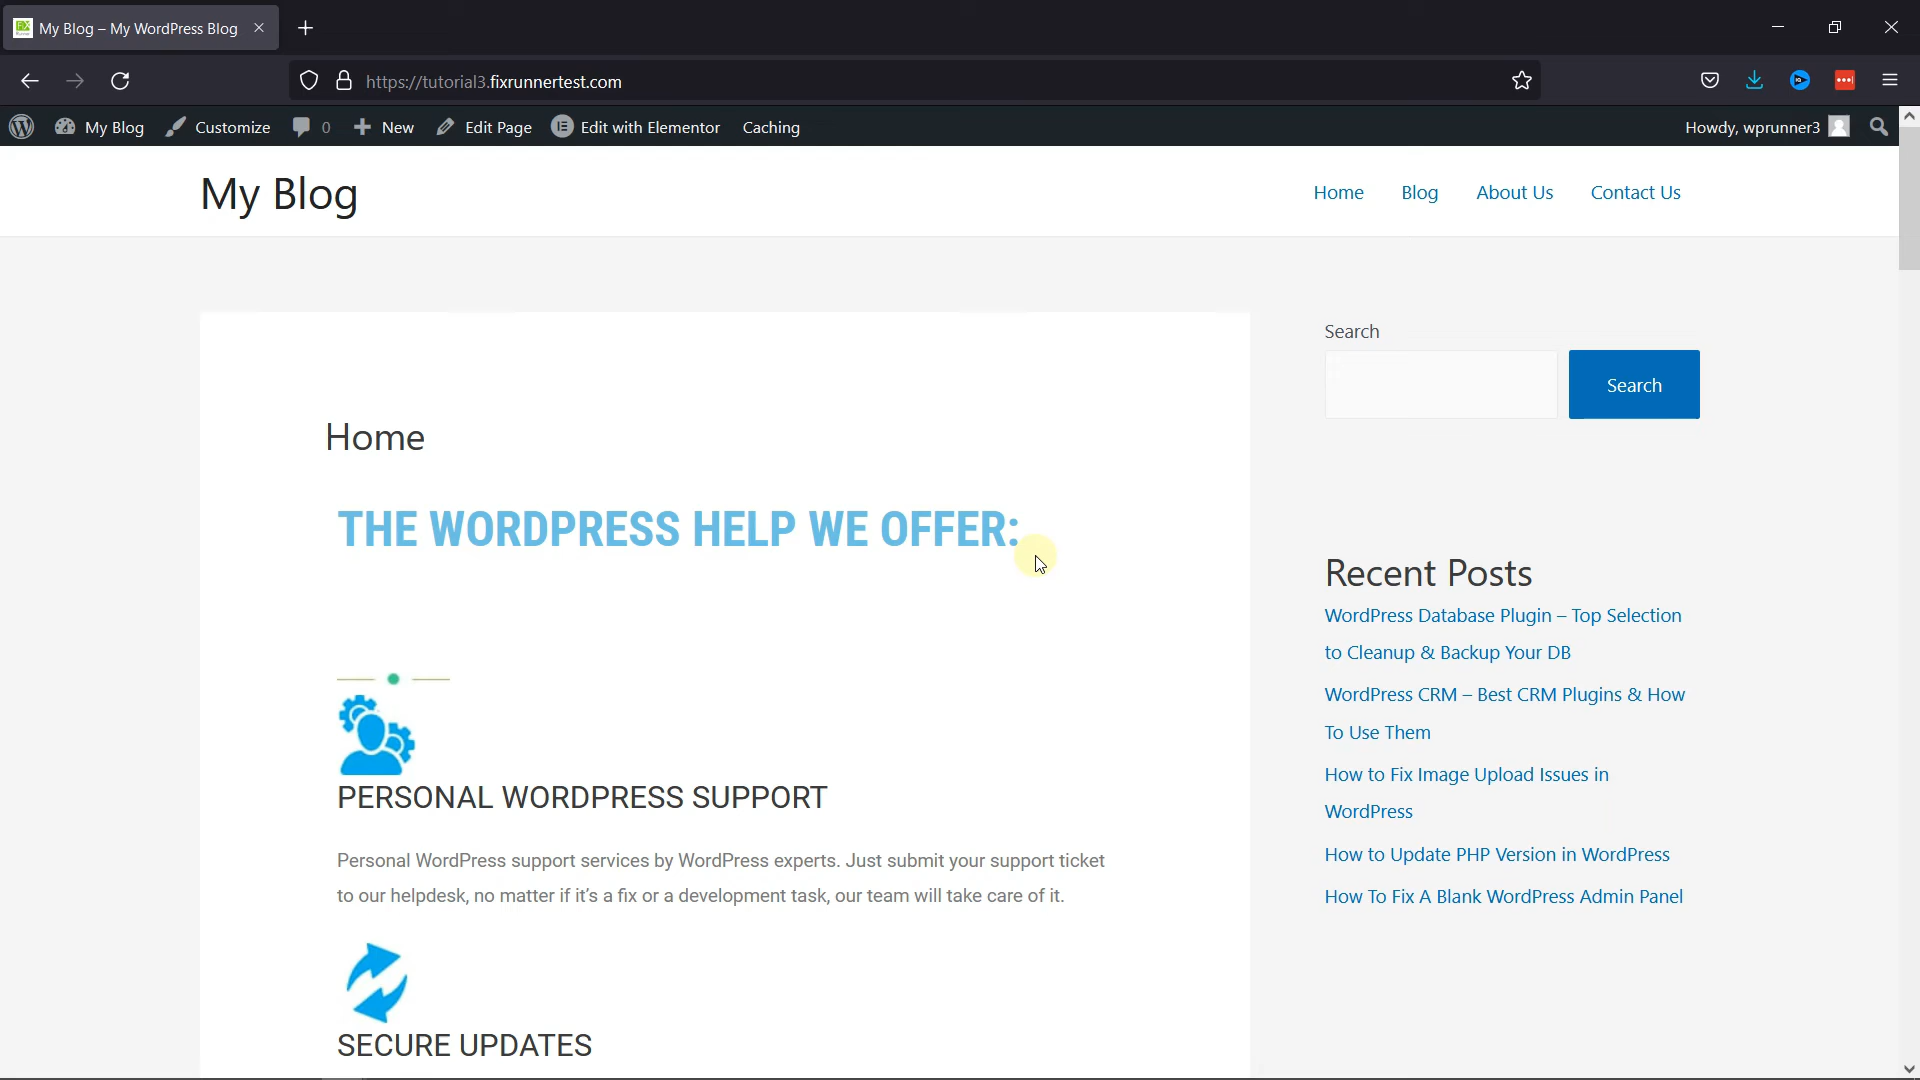 My Blog – My WordPress Blog
https://tutorial3.fixrunnertest.com
My Blog Customize 0 New Edit Page Edit with Elementor Caching Howdy, wprunner3
My Blog
Home Blog About Us Contact Us
Search
Search
Home
THE WORDPRESS HELP WE OFFER:
PERSONAL WORDPRESS SUPPORT
Personal WordPress support services by WordPress experts. Just submit your support ticket
to our helpdesk, no matter if it's a fix or a development task, our team will take care of it.
SECURE UPDATES
Recent Posts
WordPress Database Plugin – Top Selection
to Cleanup & Backup Your DB
WordPress CRM – Best CRM Plugins & How
To Use Them
How to Fix Image Upload Issues in
WordPress
How to Update PHP Version in WordPress
How To Fix A Blank WordPress Admin Panel